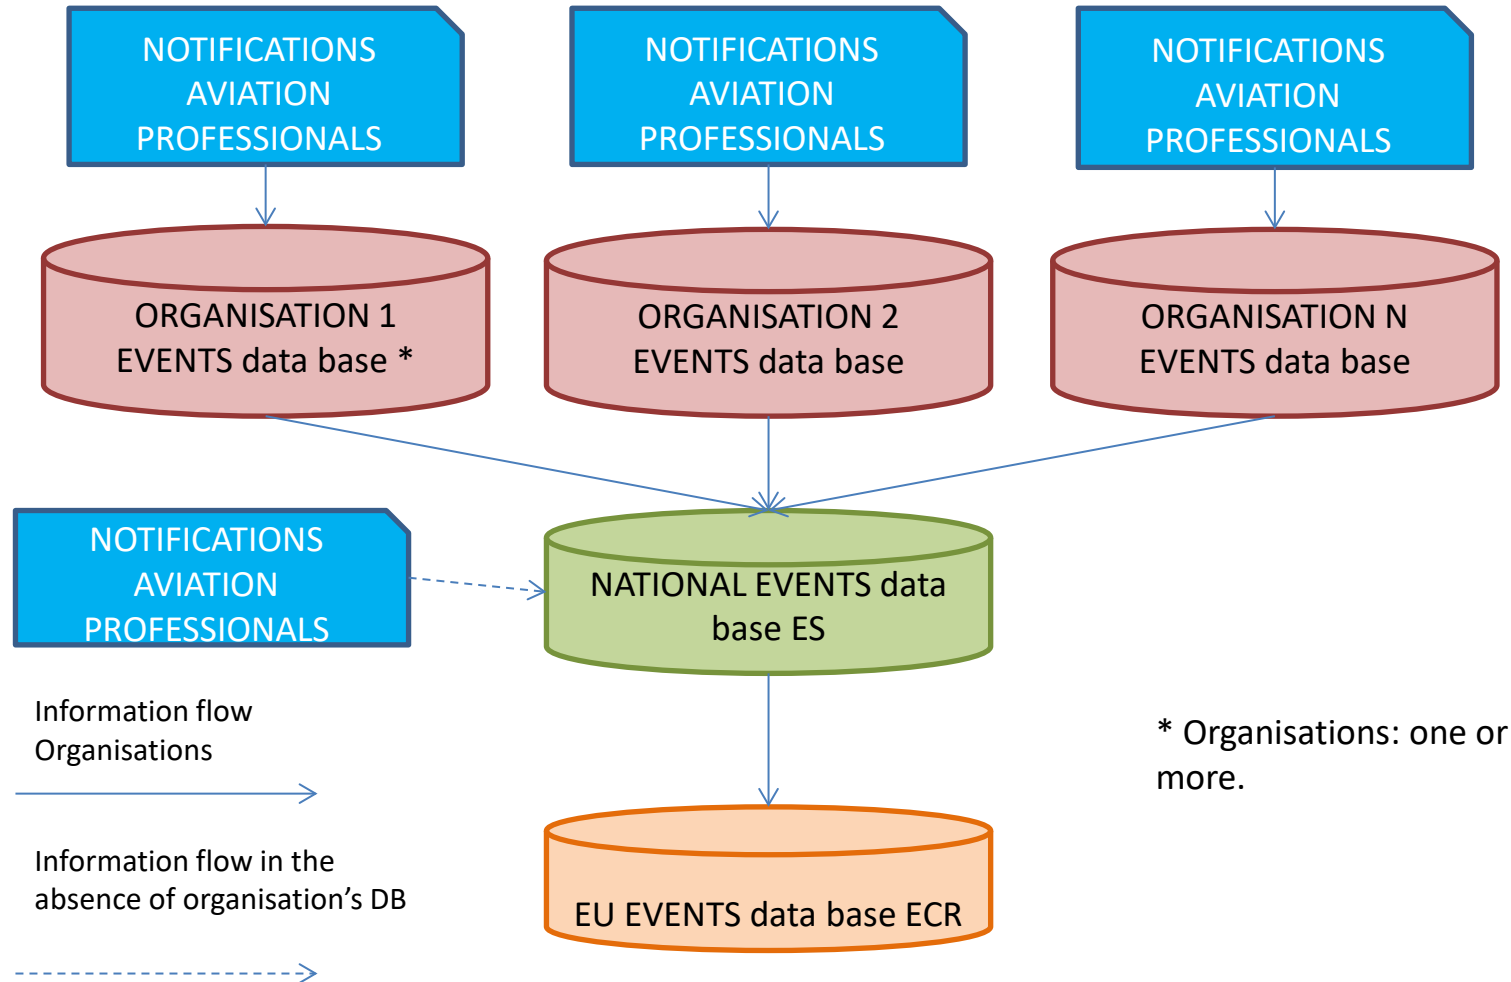 NOTIFICATIONS
AVIATION
PROFESSIONALS
NOTIFICATIONS
AVIATION
PROFESSIONALS
NOTIFICATIONS
AVIATION
PROFESSIONALS
ORGANISATION 1
EVENTS data base *
ORGANISATION 2
EVENTS data base
ORGANISATION N
EVENTS data base
NOTIFICATIONS
AVIATION
PROFESSIONALS
NATIONAL EVENTS data
base ES
Information flow
Organisations
* Organisations: one or
more.
Information flow in the
absence of organisation’s DB
EU EVENTS data base ECR